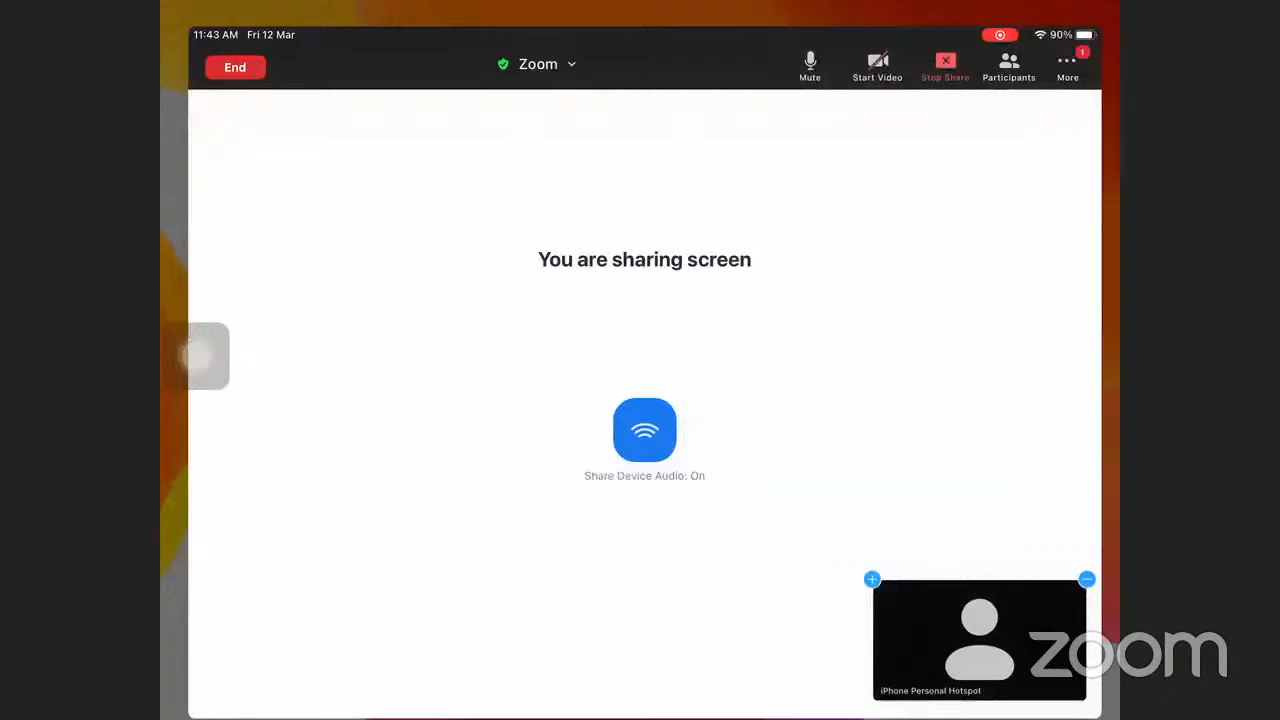 11:43 AM Fri 12 Mar
90%
End
Zoom
Mute
Start Video
Stop Share
Participants
1
More
You are sharing screen
Share Device Audio: On
iPhone Personal Hotspot
zoom